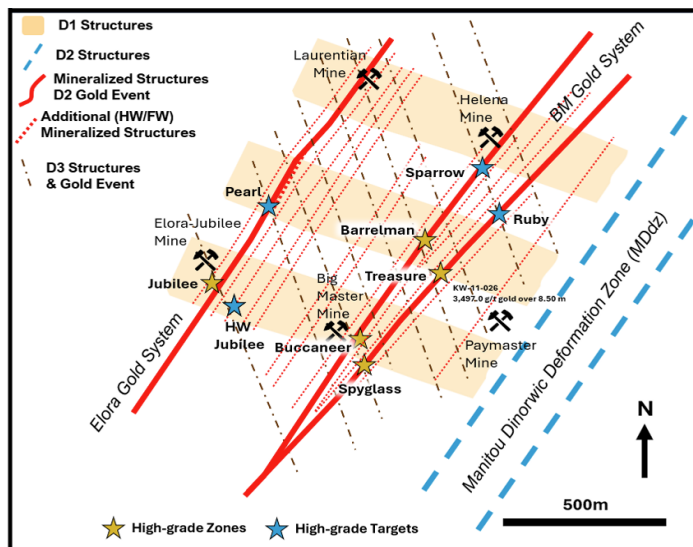 D1 Structures
D2 Structures
Mineralized Structures
D2 Gold Event
Additional (HW/FW)
Mineralized Structures
D3 Structures
& Gold Event
Laurentian
Mine
BM Gold System
Helena
Mine
Sparrow
Pearl
Ruby
Elora-Jubilee
Mine
Barrelman
Treasure
KW-11-026
3,497.0 g/t gold over 8.50 m
Jubilee
HW
Jubilee
Big
Master
Mine
Buccaneer
Paymaster
Mine
Spyglass
Elora Gold System
Manitou Dinorwic Deformation Zone (MDdz)
N
500m
High-grade Zones
High-grade Targets